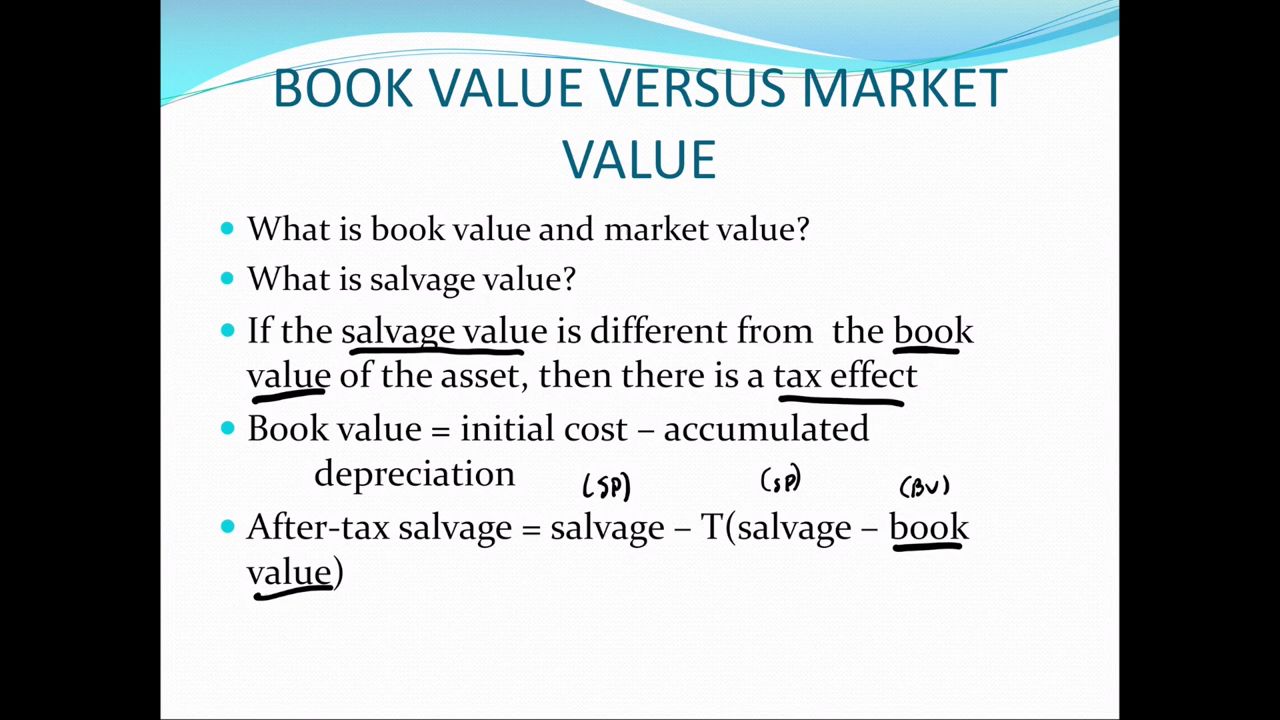 BOOK VALUE VERSUS MARKET
VALUE
• What is book value and market value?
• What is salvage value?
• If the salvage value is different from the book
value of the asset, then there is a tax effect
• Book value = initial cost – accumulated
depreciation
(SP) (SP) (BV)
• After-tax salvage = salvage – T(salvage – book
value)